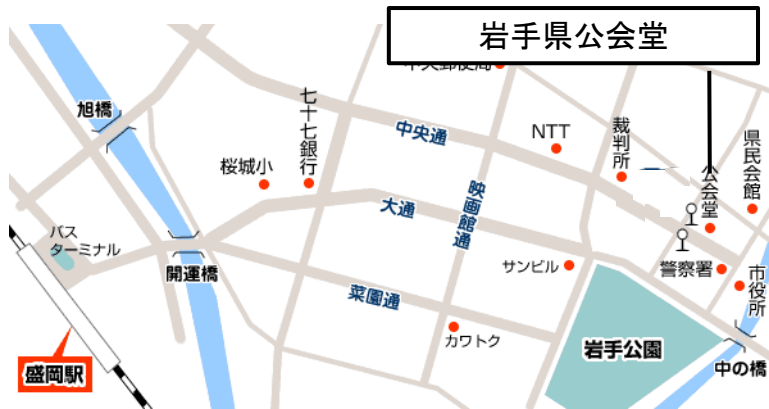 岩手県公会堂
中央郵便局
旭橋
七十七銀行
中央通
NTT
裁判所
県民会館
桜城小
映画館通
公会堂
大通
バス
ターミナル
開運橋
サンビル
警察署
市役所
菜園通
カワトク
岩手公園
盛岡駅
中の橋